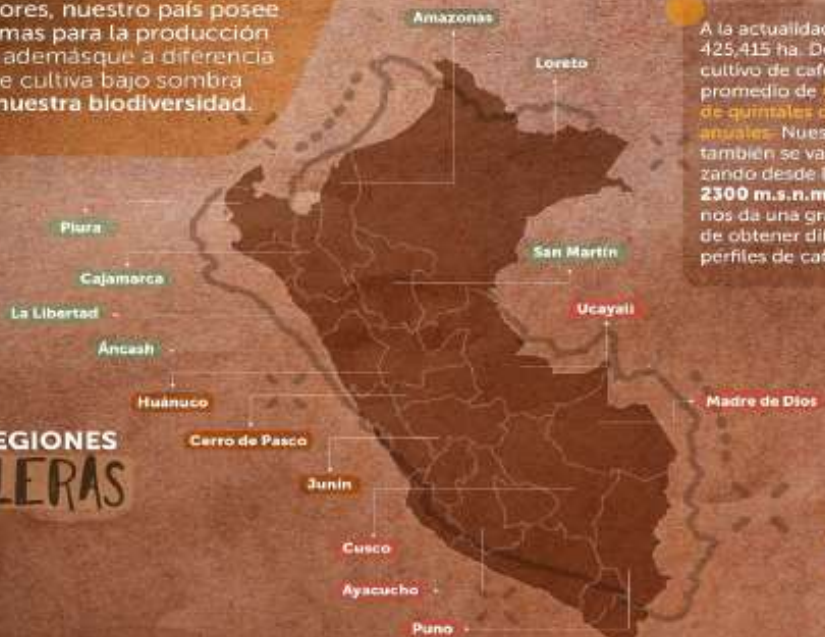 ores, nuestro país posee
mas para la producción
ademásque a diferencia
e cultiva bajo sombra
nuestra biodiversidad.
A la actualidad
425,415 ha. De
cultivo de café
promedio de
de quintales
anuales. Nues
también se va
zando desde
2300 m.s.n.m
nos da una gra
de obtener di
perfiles de caf
Amazonas
Loreto
Piura
Cajamarca
La Libertad
Áncash
Huánuco
Cerro de Pasco
Junín
Cusco
Ayacucho
Puno
San Martín
Ucayali
Madre de Dios
EGIONES
LERAS